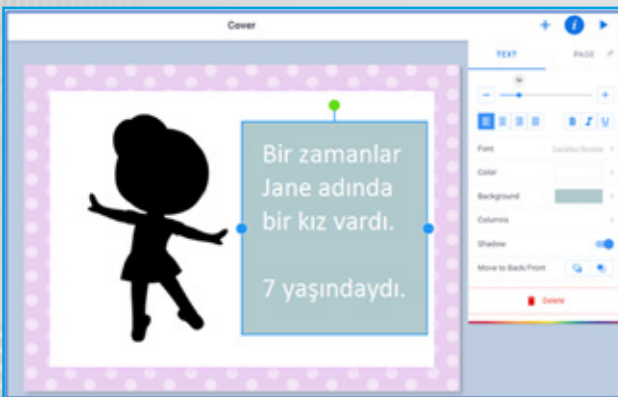 Cover
TEXT PAGE
Bir zamanlar
Jane adında
bir kız vardı.
7 yaşındaydı.
B I U
Font
Color
Background
Columns
Shadow
Move to Back/Front
Delete